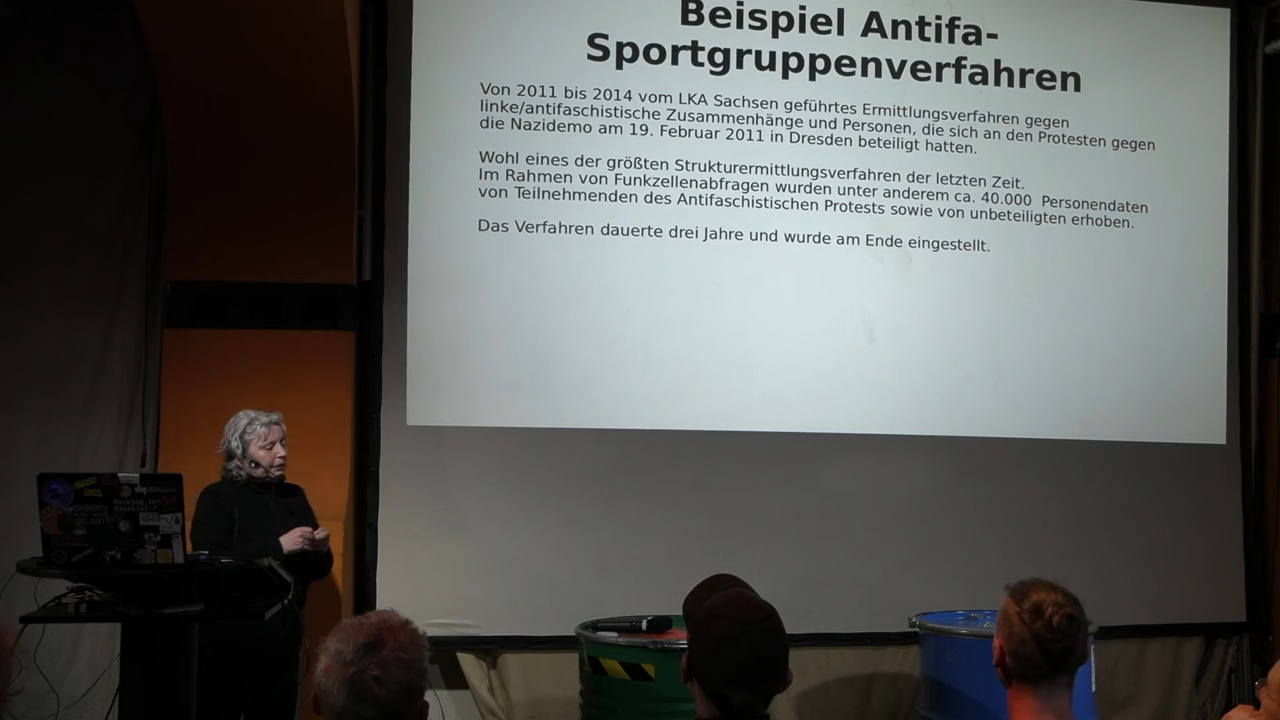 Beispiel Antifa-
Sportgruppenverfahren
Von 2011 bis 2014 vom LKA Sachsen geführtes Ermittlungsverfahren gegen
linke/antifaschistische Zusammenhänge und Personen, die sich an den Protesten gegen
die Nazidemo am 19. Februar 2011 in Dresden beteiligt hatten.
Wohl eines der größten Strukturermittlungsverfahren der letzten Zeit.
Im Rahmen von Funkzellenabfragen wurden unter anderem ca. 40.000 Personendaten
von Teilnehmenden des Antifaschistischen Protests sowie von unbeteiligten erhoben.
Das Verfahren dauerte drei Jahre und wurde am Ende eingestellt.